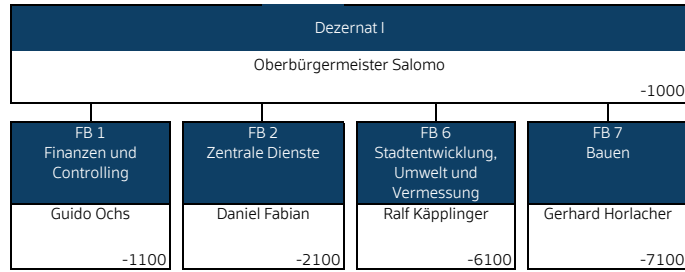 Dezernat I
Oberbürgermeister Salomo
-1000
FB 1
Finanzen und
Controlling
Guido Ochs
-1100
FB 2
Zentrale Dienste
Daniel Fabian
-2100
FB 6
Stadtentwicklung,
Umwelt und
Vermessung
Ralf Käpplinger
-6100
FB 7
Bauen
Gerhard Horlacher
-7100